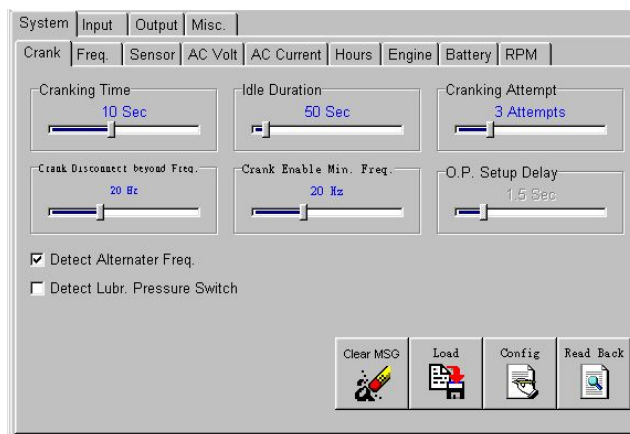 System Input Output Misc.
Crank Freq. Sensor AC Volt AC Current Hours Engine Battery RPM
Cranking Time Idle Duration Cranking Attempt
10 Sec 50 Sec 3 Attempts
Crank Disconnect beyond Freq. Crank Enable Min. Freq. O.P. Setup Delay
20 Hz 20 Hz 1.5 Sec
Detect Alternater Freq.
Detect Lubr. Pressure Switch
Clear MSG Load Config Read Back